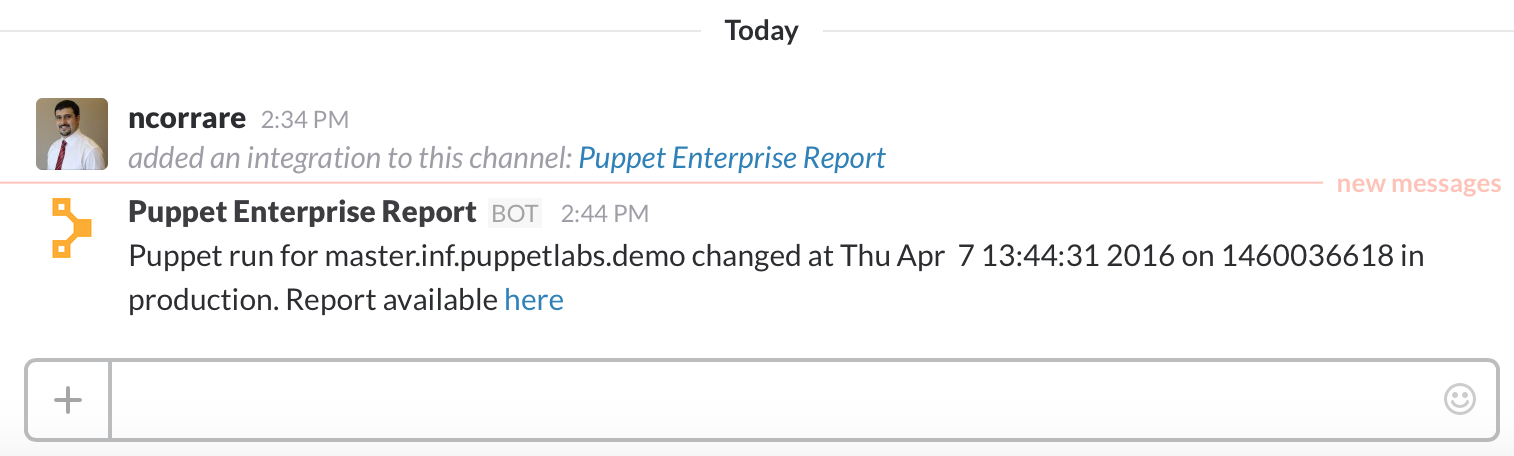 Today
ncorrare 2:34 PM
added an integration to this channel: Puppet Enterprise Report
new messages
Puppet Enterprise Report BOT 2:44 PM
Puppet run for master.inf.puppetlabs.demo changed at Thu Apr  7 13:44:31 2016 on 1460036618 in
production. Report available here